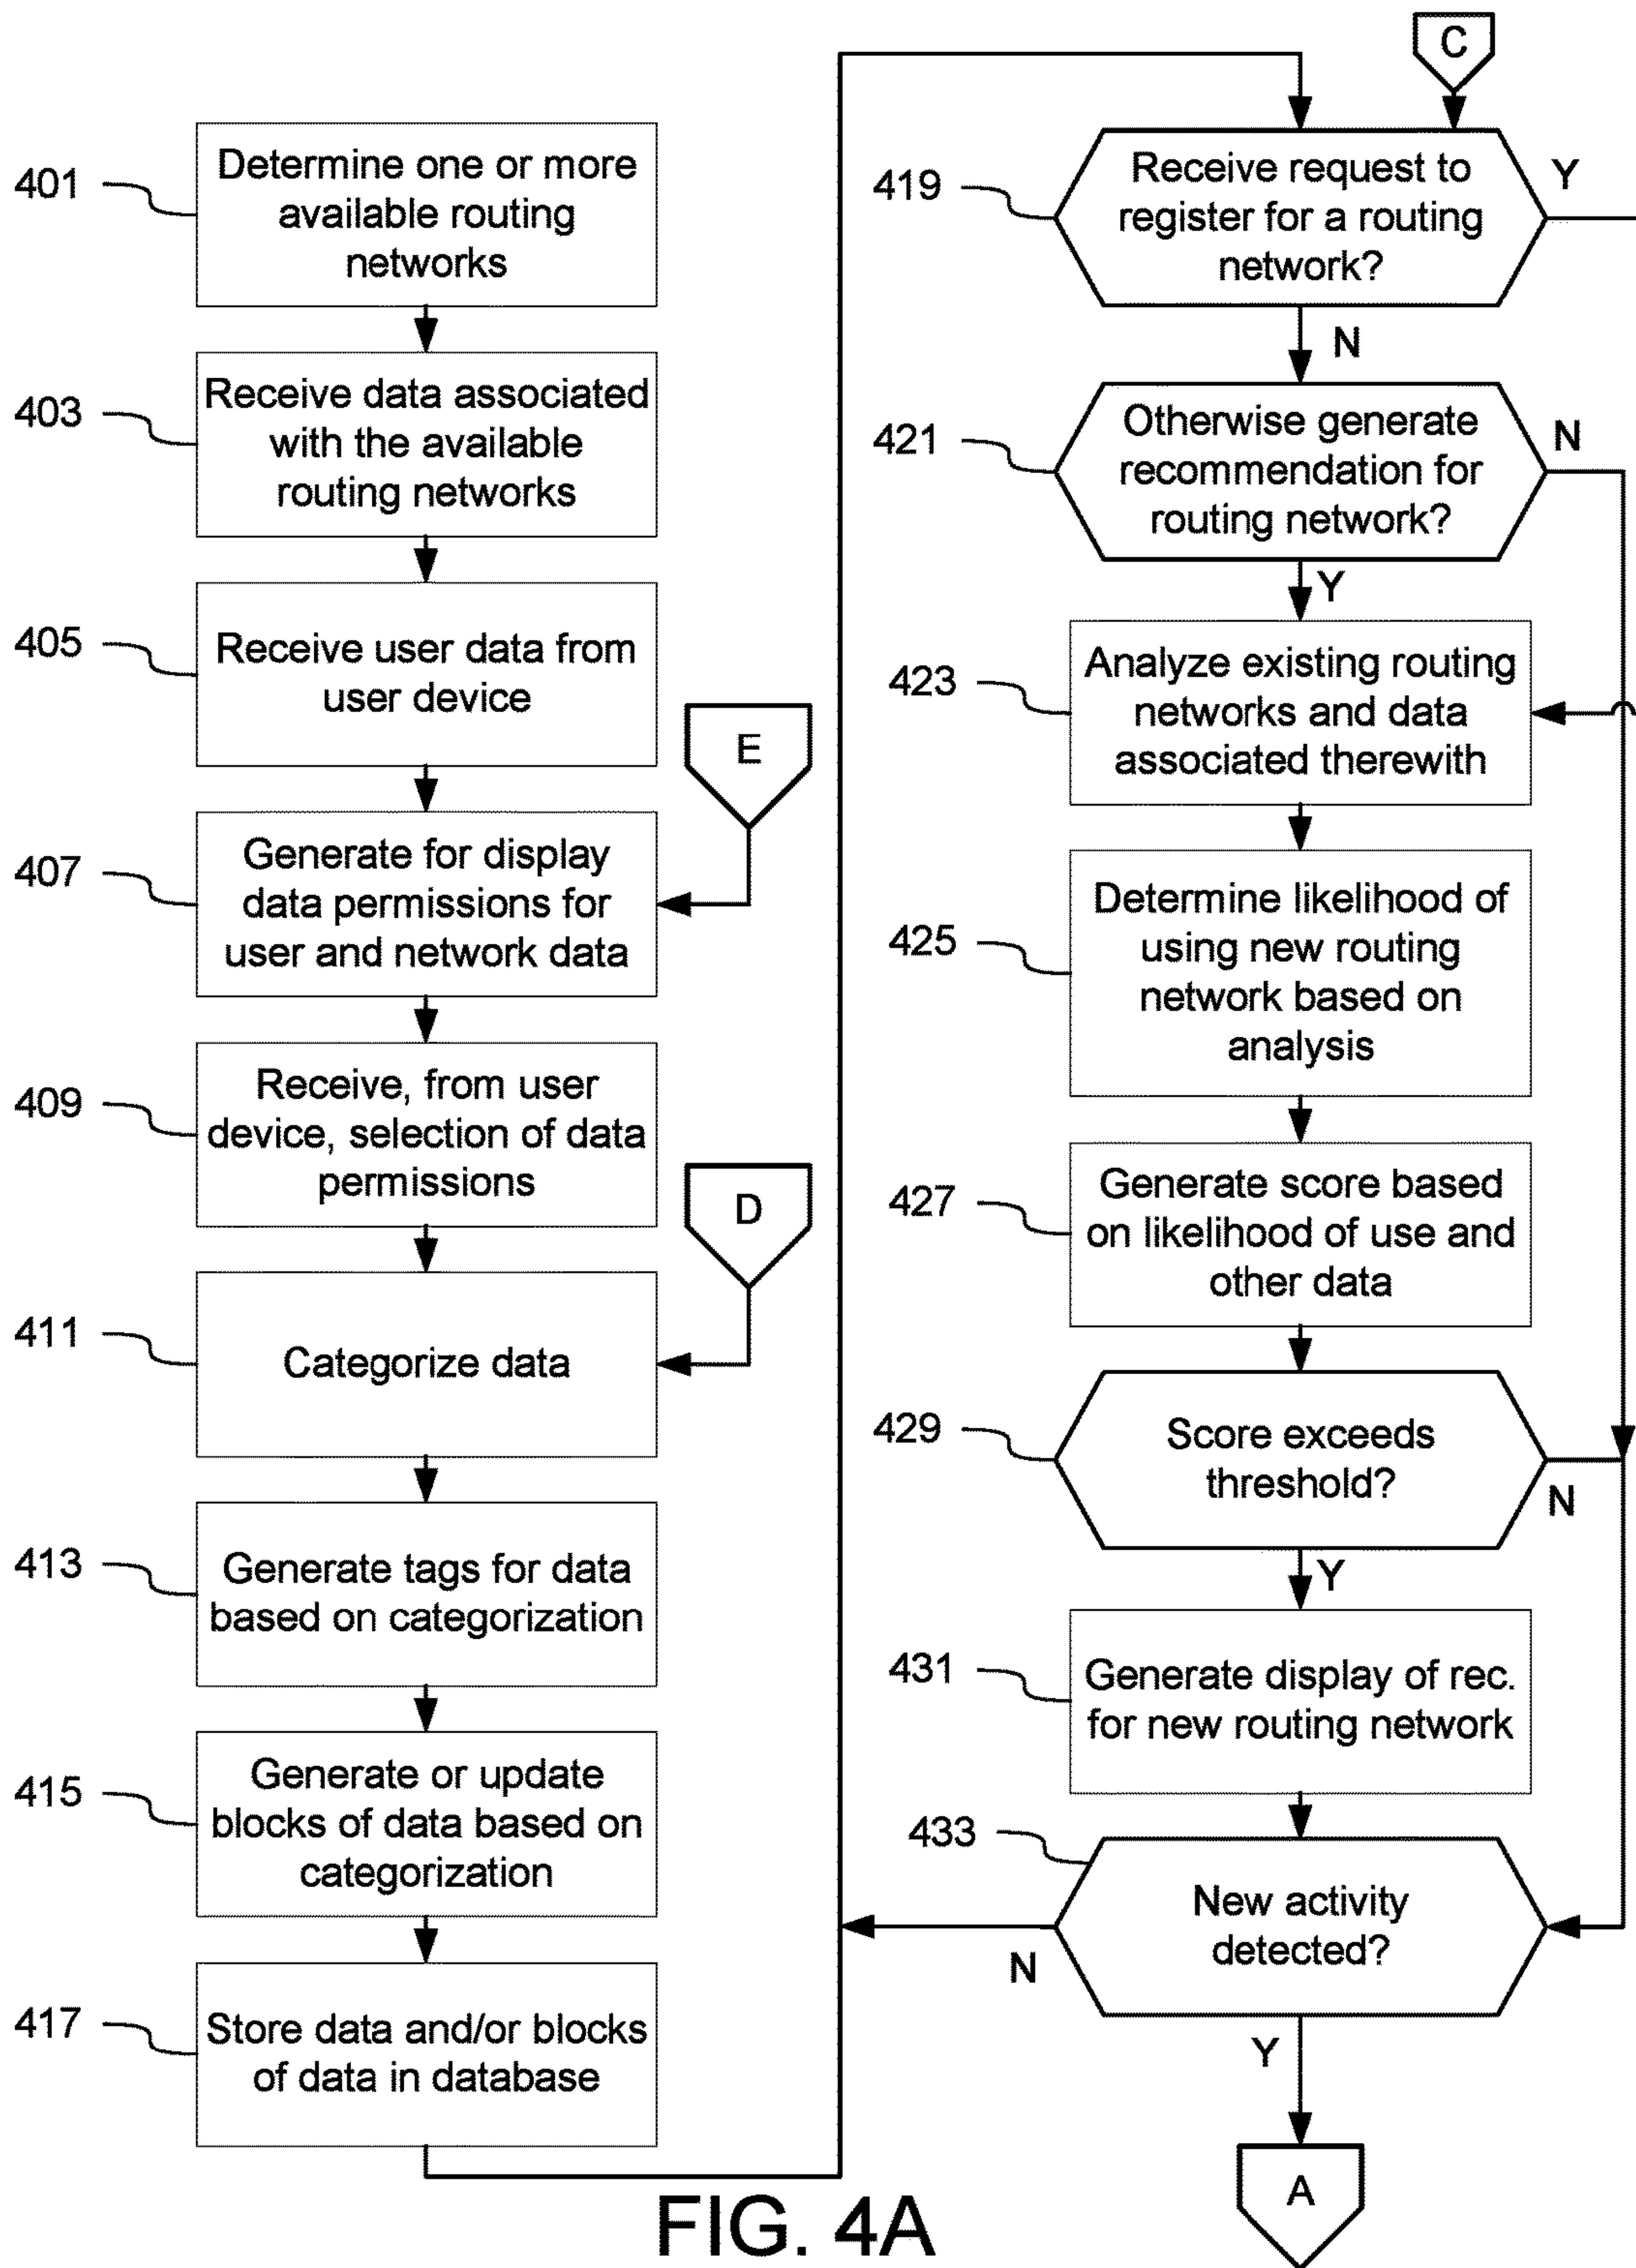 401
Determine one or more
available routing
networks
403
Receive data associated
with the available
routing networks
405
Receive user data from
user device
E
407
Generate for display
data permissions for
user and network data
409
Receive, from user
device, selection of data
permissions
D
411
Categorize data
413
Generate tags for data
based on categorization
415
Generate or update
blocks of data based on
categorization
417
Store data and/or blocks
of data in database
C
419
Receive request to
register for a routing
network?
Y
N
421
Otherwise generate
recommendation for
routing network?
N
Y
423
Analyze existing routing
networks and data
associated therewith
425
Determine likelihood of
using new routing
network based on
analysis
427
Generate score based
on likelihood of use and
other data
429
Score exceeds
threshold?
N
Y
431
Generate display of rec.
for new routing network
433
New activity
detected?
N
Y
A
FIG. 4A